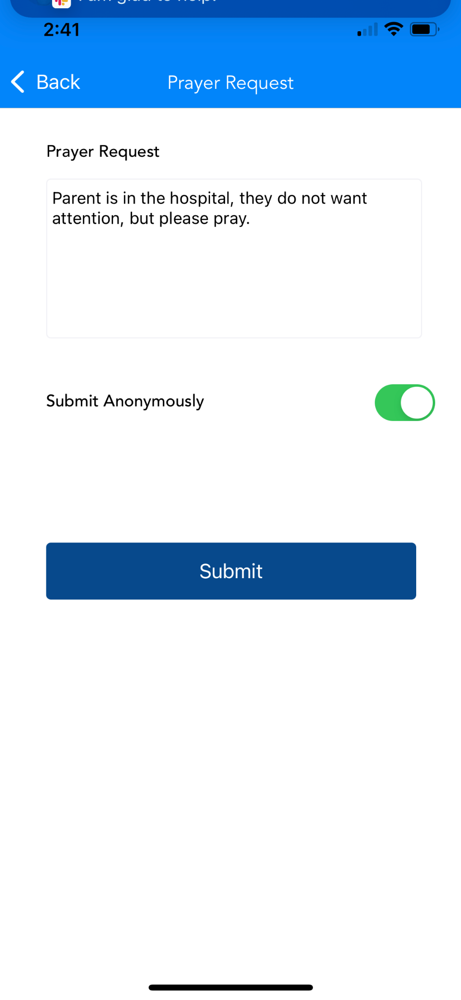 2:41
Back
Prayer Request
Prayer Request
Parent is in the hospital, they do not want
attention, but please pray.
Submit Anonymously
Submit